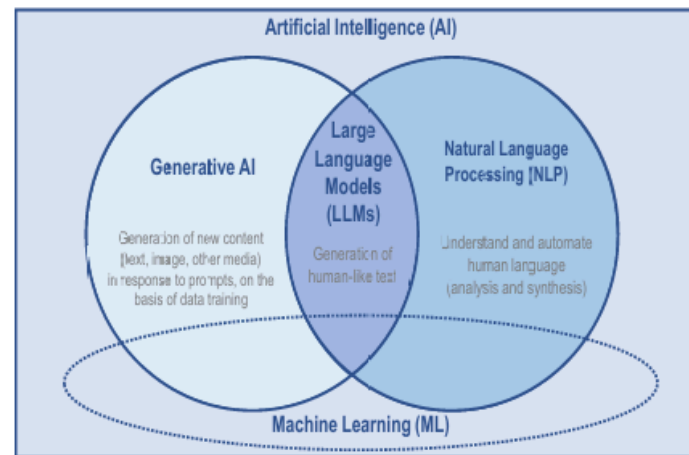 Artificial Intelligence (AI)
Generative AI
Generation of new content
(text, image, other media)
in response to prompts, on the
basis of data training
Large
Language
Models
(LLMs)
Generation of
human-like text
Natural Language
Processing (NLP)
Understand and automate
human language
(analysis and synthesis)
Machine Learning (ML)